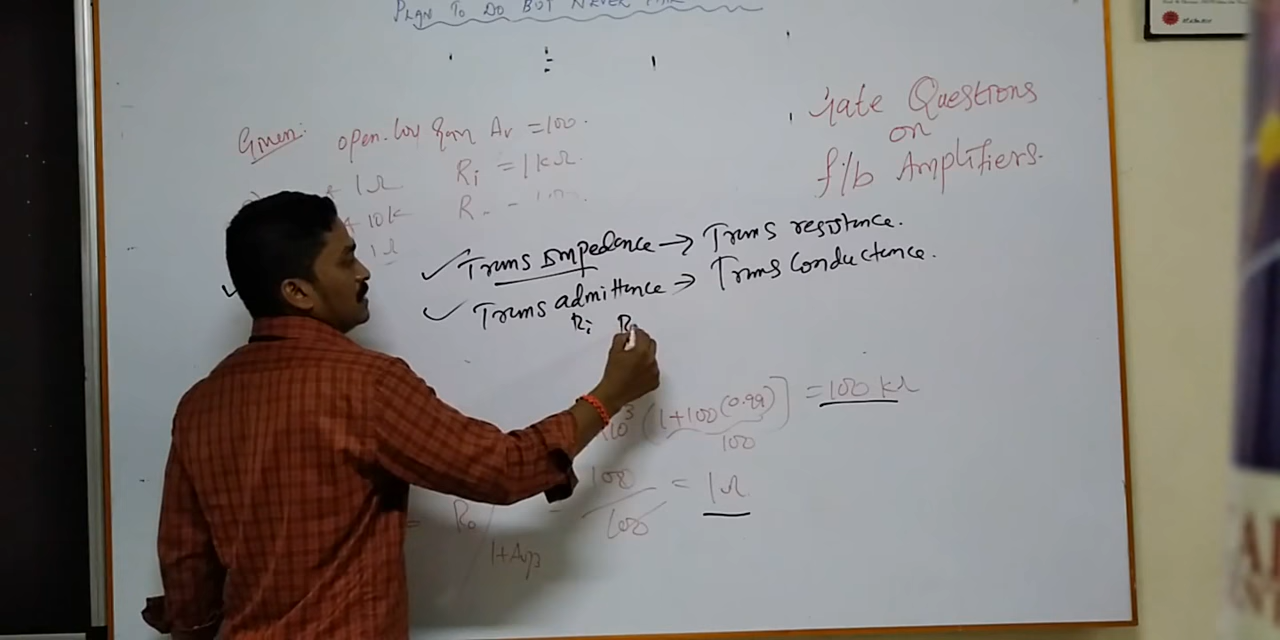 PLAN TO DO BUT NEVER
Gate Questions
on
f/b Amplifiers.
Given: open.loop gain Av = 100.
1Ω Ri = 1kΩ
10k R
1Ω
✓ Trans Impedance → Trans resistance.
✓ Trans admittance → Trans Conductance.
Ri R
10³ (1+100(0.99)] = 100 kΩ
100
= R₀/1+Avβ = 100/100 = 1Ω